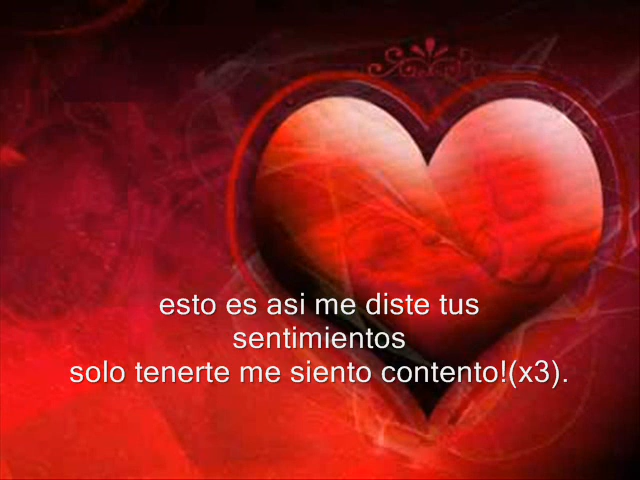 esto es asi me diste tus
sentimientos
solo tenerte me siento contento!(x3).